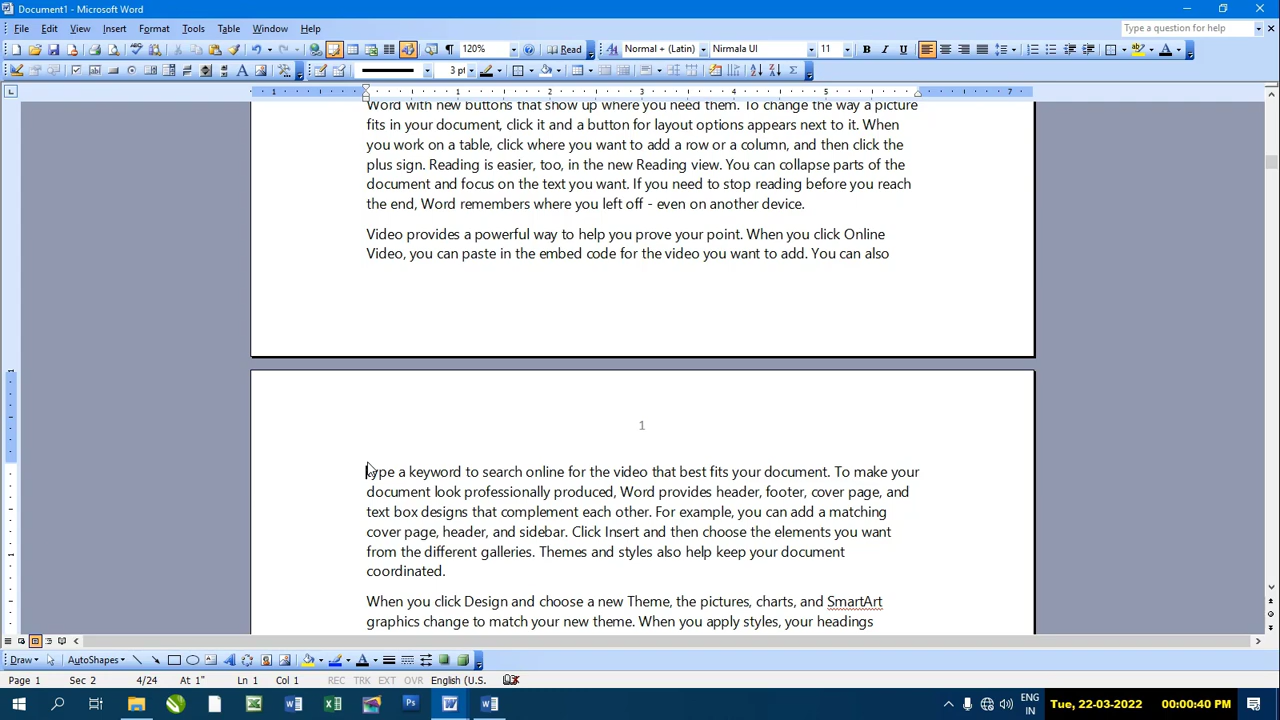 Document1 - Microsoft Word
File Edit View Insert Format Tools Table Window Help
Type a question for help
120%
Read
Normal + (Latin)
Nirmala UI
11
B I U
3 pt
1 1 2 3 4 5 7
Word with new buttons that show up where you need them. To change the way a picture
fits in your document, click it and a button for layout options appears next to it. When
you work on a table, click where you want to add a row or a column, and then click the
plus sign. Reading is easier, too, in the new Reading view. You can collapse parts of the
document and focus on the text you want. If you need to stop reading before you reach
the end, Word remembers where you left off - even on another device.
Video provides a powerful way to help you prove your point. When you click Online
Video, you can paste in the embed code for the video you want to add. You can also
1
type a keyword to search online for the video that best fits your document. To make your
document look professionally produced, Word provides header, footer, cover page, and
text box designs that complement each other. For example, you can add a matching
cover page, header, and sidebar. Click Insert and then choose the elements you want
from the different galleries. Themes and styles also help keep your document
coordinated.
When you click Design and choose a new Theme, the pictures, charts, and SmartArt
graphics change to match your new theme. When you apply styles, your headings
Draw AutoShapes
Page 1 Sec 2 4/24 At 1" Ln 1 Col 1 REC TRK EXT OVR English (U.S.
ENG
IN
Tue, 22-03-2022 00:00:40 PM